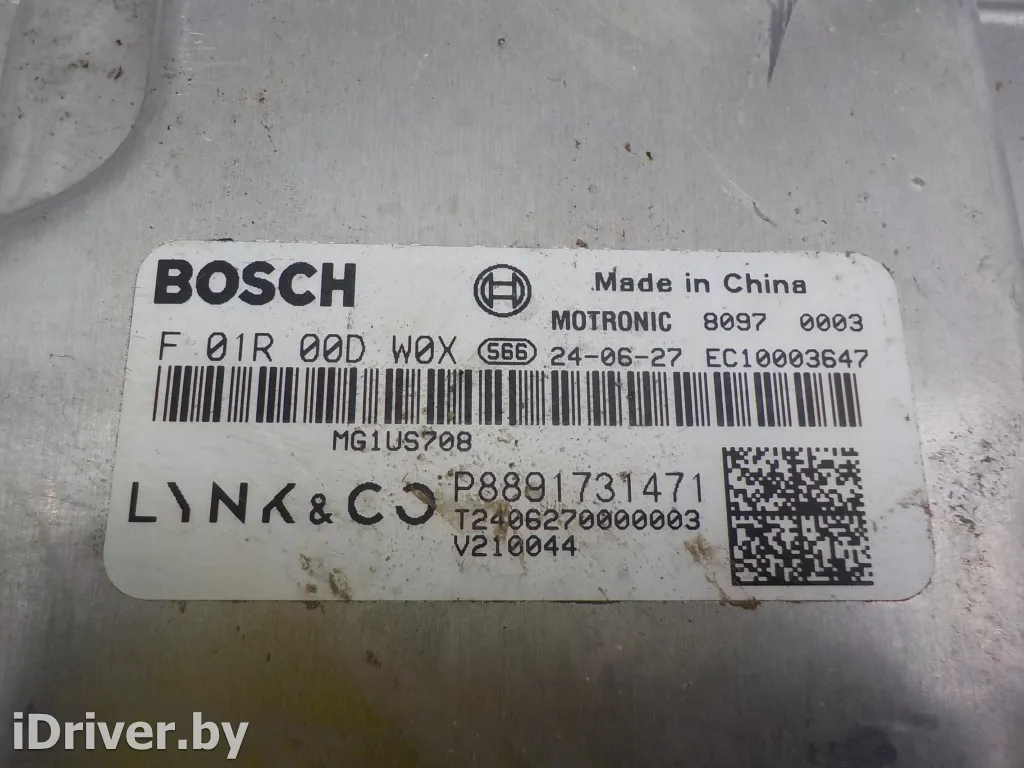 BOSCH
Made in China
MOTRONIC 8097 0003
F 01R 00D W0X 566 24-06-27 EC10003647
MG1US708
LYNK & CO P8891731471
T2406270000003
V210044
iDriver.by